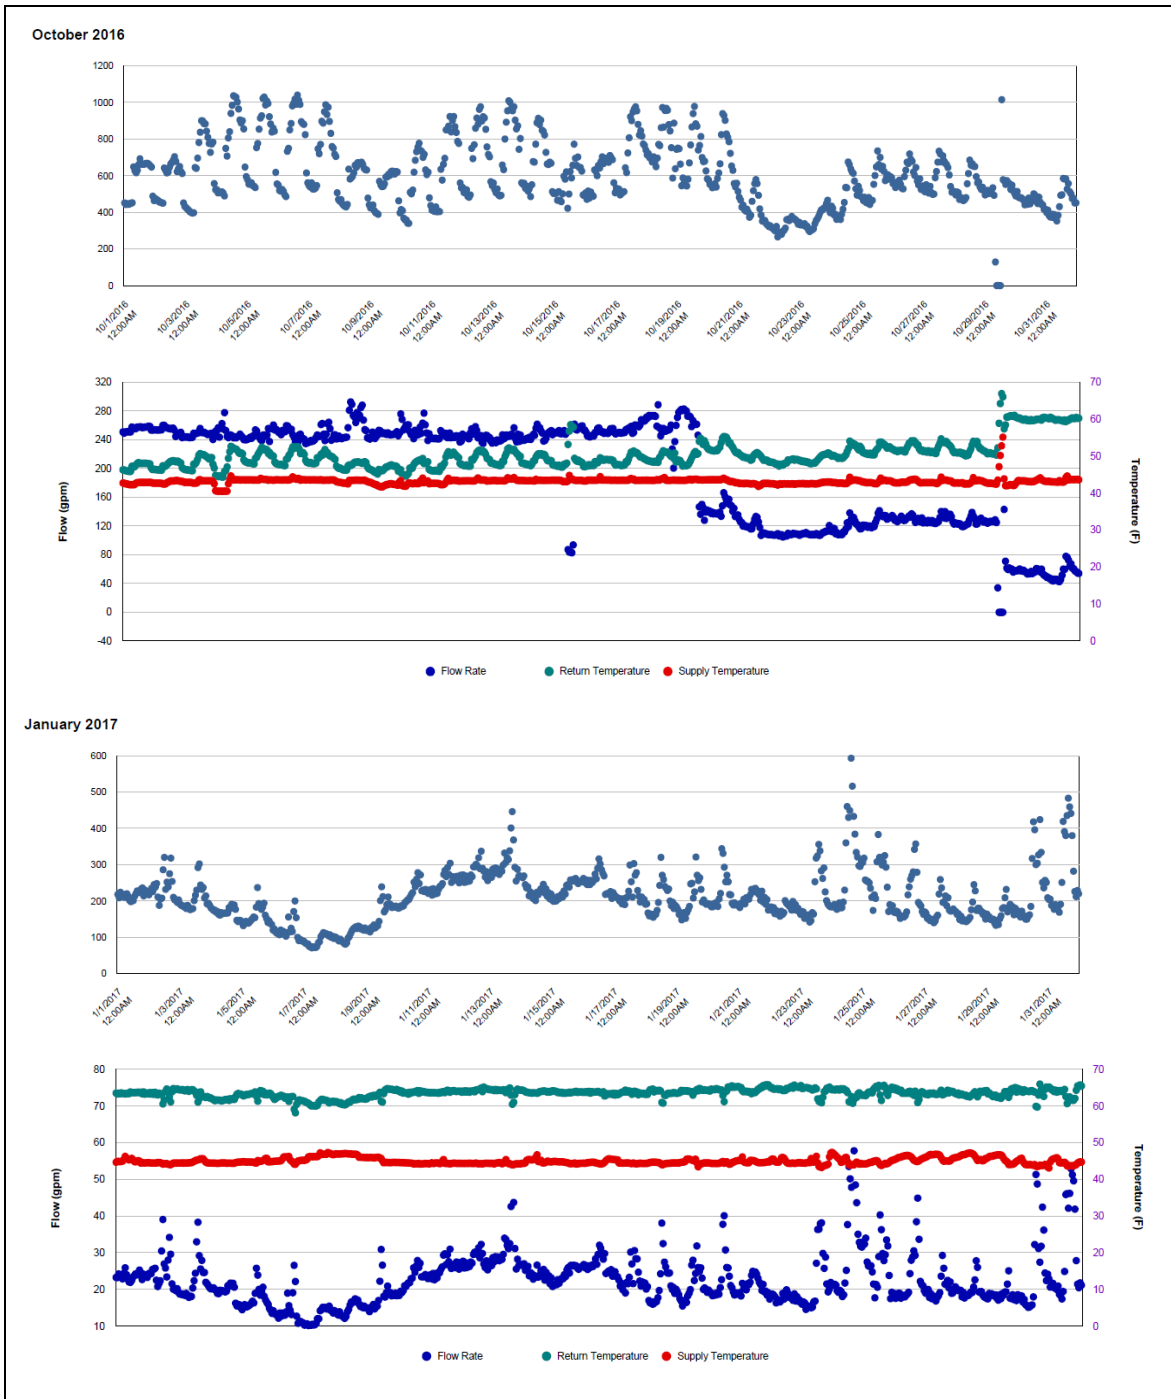 October 2016
1200
1000
800
600
400
200
0
10/1/2016 12:00AM
10/3/2016 12:00AM
10/5/2016 12:00AM
10/7/2016 12:00AM
10/9/2016 12:00AM
10/11/2016 12:00AM
10/13/2016 12:00AM
10/15/2016 12:00AM
10/17/2016 12:00AM
10/19/2016 12:00AM
10/21/2016 12:00AM
10/23/2016 12:00AM
10/25/2016 12:00AM
10/27/2016 12:00AM
10/29/2016 12:00AM
10/31/2016 12:00AM
Flow (gpm)
320
280
240
200
160
120
80
40
0
-40
70
60
50
40
30
20
10
0
Temperature (F)
Flow Rate
Return Temperature
Supply Temperature
January 2017
600
500
400
300
200
100
0
1/1/2017 12:00AM
1/3/2017 12:00AM
1/5/2017 12:00AM
1/7/2017 12:00AM
1/9/2017 12:00AM
1/11/2017 12:00AM
1/13/2017 12:00AM
1/15/2017 12:00AM
1/17/2017 12:00AM
1/19/2017 12:00AM
1/21/2017 12:00AM
1/23/2017 12:00AM
1/25/2017 12:00AM
1/27/2017 12:00AM
1/29/2017 12:00AM
1/31/2017 12:00AM
Flow (gpm)
80
70
60
50
40
30
20
10
70
60
50
40
30
20
10
0
Temperature (F)
Flow Rate
Return Temperature
Supply Temperature